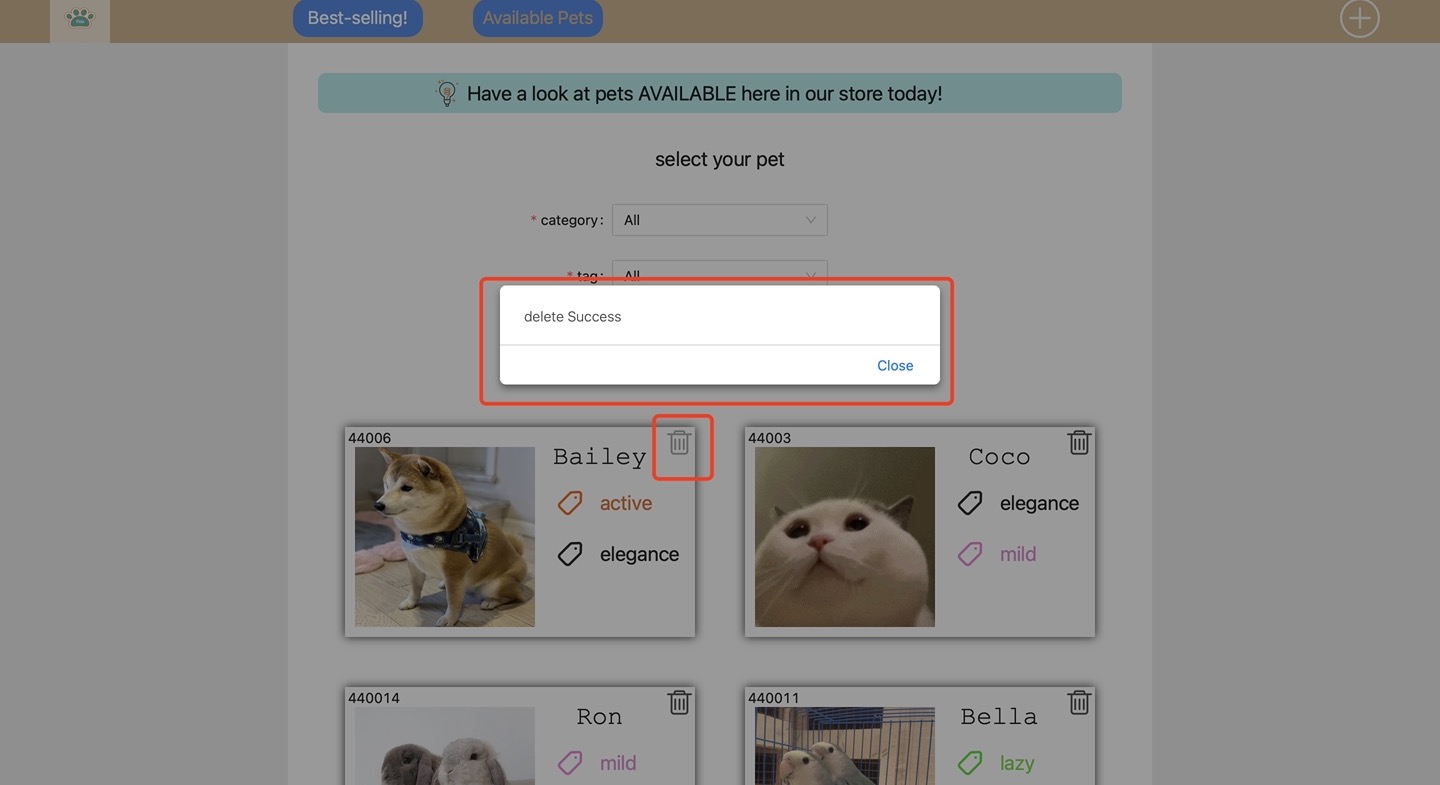 Best-selling!
Available Pets
Have a look at pets AVAILABLE here in our store today!
select your pet
* category:
All
* tag:
All
delete Success
Close
44006
Bailey
active
elegance
44003
Coco
elegance
mild
440014
Ron
mild
440011
Bella
lazy